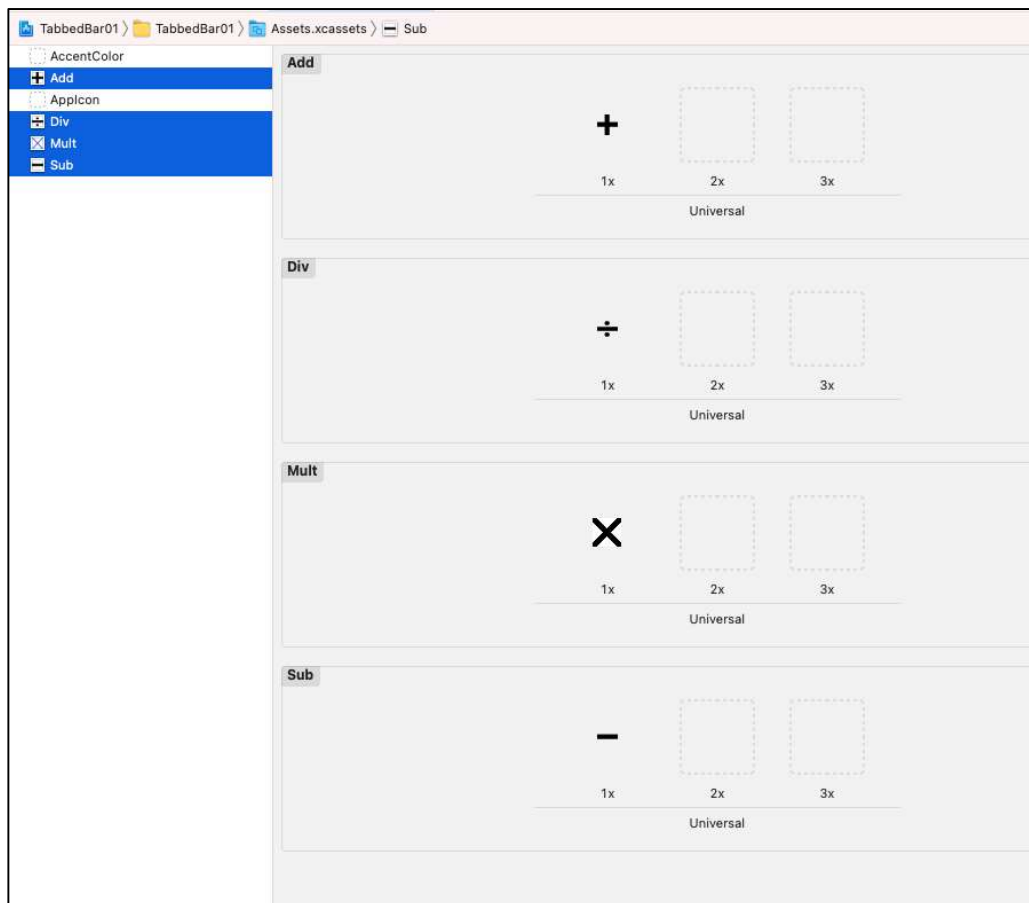 TabbedBar01 〉 TabbedBar01 〉 Assets.xcassets 〉 Sub
AccentColor
Add
AppIcon
Div
Mult
Sub
Add
1x 2x 3x
Universal
Div
1x 2x 3x
Universal
Mult
1x 2x 3x
Universal
Sub
1x 2x 3x
Universal